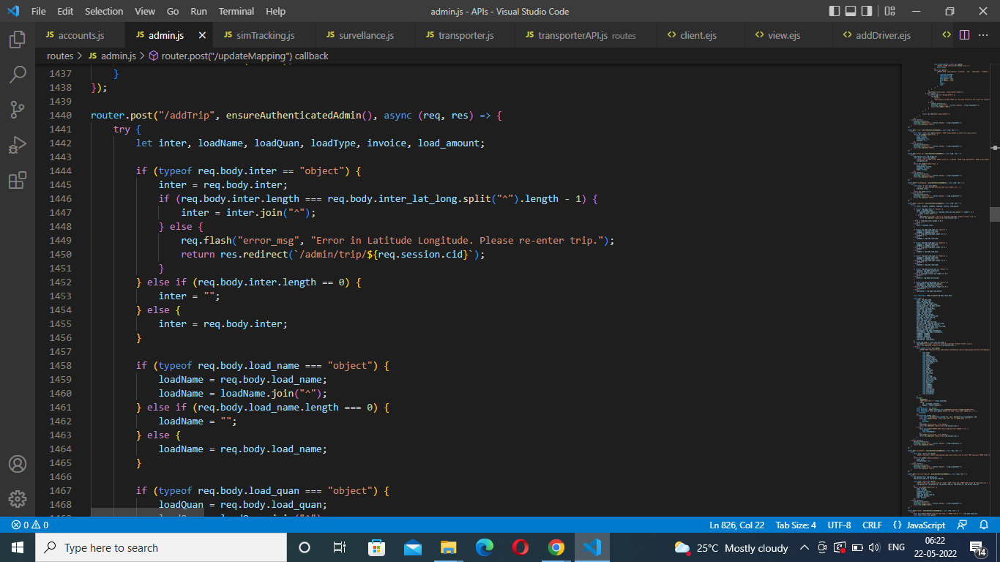 File Edit Selection View Go Run Terminal Help admin.js - APIs - Visual Studio Code
JS accounts.js JS admin.js JS simTracking.js JS survellance.js JS transporter.js JS transporterAPI.js routes <> client.ejs <> view.ejs <> addDriver.ejs <>
routes > JS admin.js > router.post("/updateMapping") callback
1437 }
1438 });
1439
1440 router.post("/addTrip", ensureAuthenticatedAdmin(), async (req, res) => {
1441 try {
1442 let inter, loadName, loadQuan, loadType, invoice, load_amount;
1443
1444 if (typeof req.body.inter == "object") {
1445 inter = req.body.inter;
1446 if (req.body.inter.length === req.body.inter_lat_long.split("^").length - 1) {
1447 inter = inter.join("^");
1448 } else {
1449 req.flash("error_msg", "Error in Latitude Longitude. Please re-enter trip.");
1450 return res.redirect(`/admin/trip/${req.session.cid}`);
1451 }
1452 } else if (req.body.inter.length == 0) {
1453 inter = "";
1454 } else {
1455 inter = req.body.inter;
1456 }
1457
1458 if (typeof req.body.load_name === "object") {
1459 loadName = req.body.load_name;
1460 loadName = loadName.join("^");
1461 } else if (req.body.load_name.length === 0) {
1462 loadName = "";
1463 } else {
1464 loadName = req.body.load_name;
1465 }
1466
1467 if (typeof req.body.load_quan === "object") {
1468 loadQuan = req.body.load_quan;
0 0 Ln 826, Col 22 Tab Size: 4 UTF-8 CRLF {} JavaScript
Type here to search 25°C Mostly cloudy ENG 06:22
22-05-2022 14